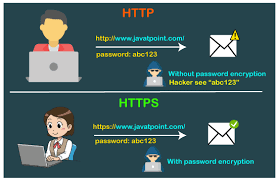 HTTP
http://www.javatpoint.com/
password: abc123
Without password encryption
Hacker see "abc123"
HTTPS
https://www.javatpoint.com/
password: abc123
With password encryption